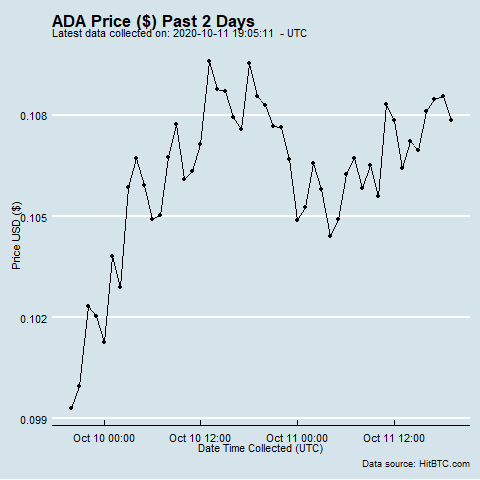 ADA Price ($) Past 2 Days
Latest data collected on: 2020-10-11 19:05:11  - UTC
0.108
0.105
0.102
0.099
Price USD ($)
Oct 10 00:00 Oct 10 12:00 Oct 11 00:00 Oct 11 12:00
Date Time Collected (UTC)
Data source: HitBTC.com